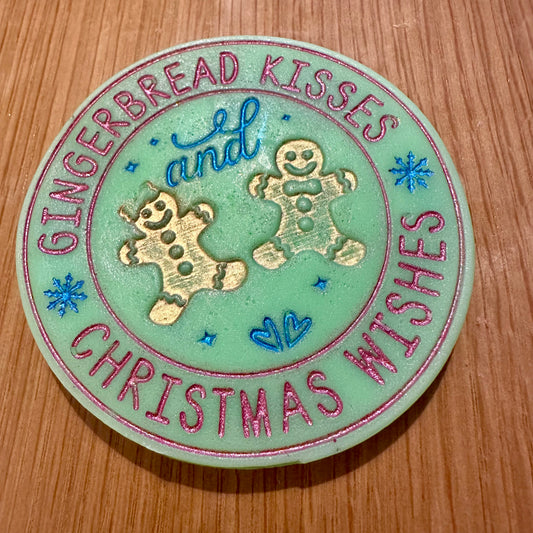 GINGERBREAD KISSES
and
CHRISTMAS WISHES